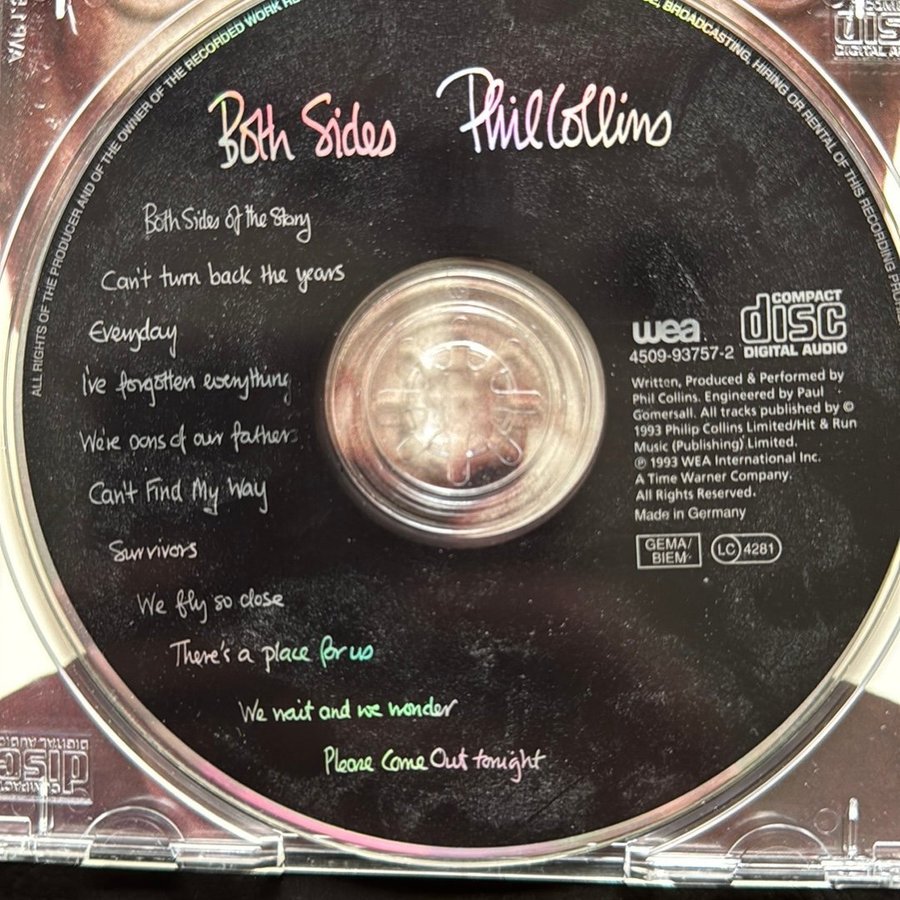 ALL RIGHTS OF THE PRODUCER AND OF THE OWNER OF THE RECORDED WORK
BROADCASTING, HIRING OR RENTAL OF THIS RECORDING
Both Sides Phil Collins
Both Sides of the Story
Can't turn back the years
Everyday
I've forgotten everything
We're sons of our fathers
Can't Find My Way
Survivors
We fly so close
There's a place for us
We wait and we wonder
Please Come Out tonight
wea
COMPACT
disc
DIGITAL AUDIO
4509-93757-2
Written, Produced & Performed by
Phil Collins. Engineered by Paul
Gomersall. All tracks published by ©
1993 Philip Collins Limited/Hit & Run
Music (Publishing) Limited.
℗ 1993 WEA International Inc.
A Time Warner Company.
All Rights Reserved.
Made in Germany
GEMA/
BIEM
LC 4281
disc
DIGITAL
COMPACT
disc
DIGITAL AUDIO